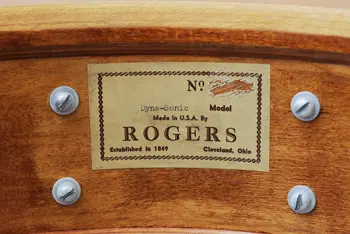 No
Dyna-Sonic Model
Made in U.S.A. By
ROGERS
Established in 1849 Cleveland, Ohio